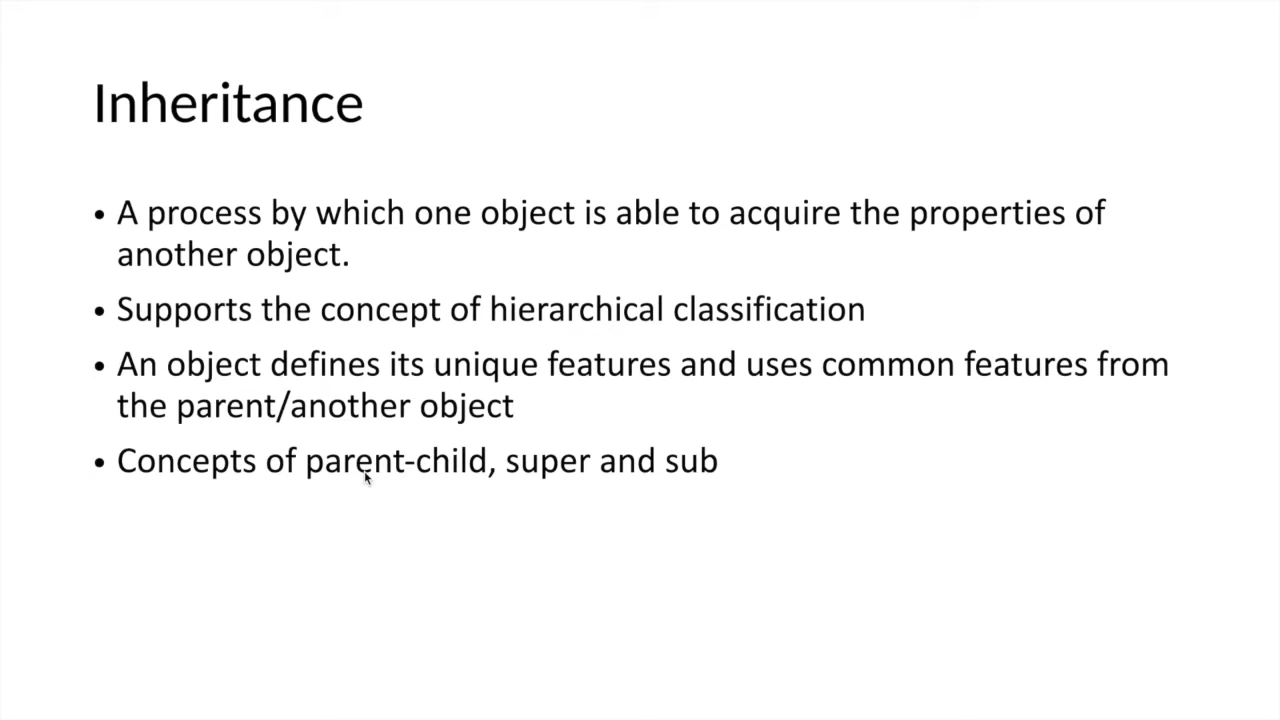 Inheritance
• A process by which one object is able to acquire the properties of
another object.
• Supports the concept of hierarchical classification
• An object defines its unique features and uses common features from
the parent/another object
• Concepts of parent-child, super and sub